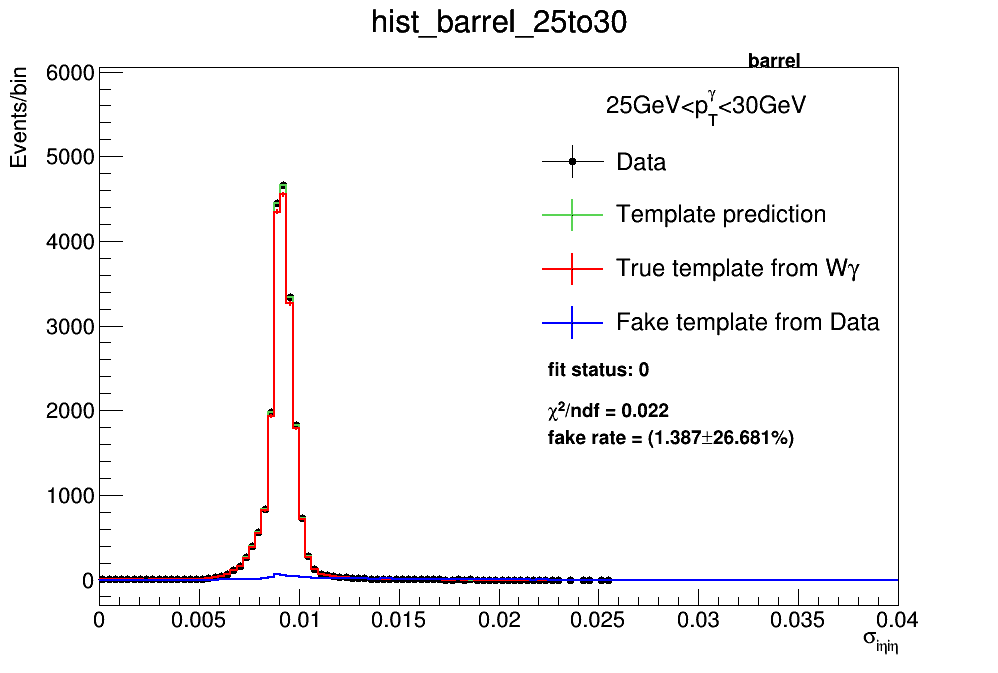 hist_barrel_25to30
barrel
Events/bin
6000
5000
4000
3000
2000
1000
0
25GeV<p_T^γ<30GeV
Data
Template prediction
True template from Wγ
Fake template from Data
fit status: 0
χ²/ndf = 0.022
fake rate = (1.387±26.681%)
0 0.005 0.01 0.015 0.02 0.025 0.03 0.035 0.04
σ_iηiη